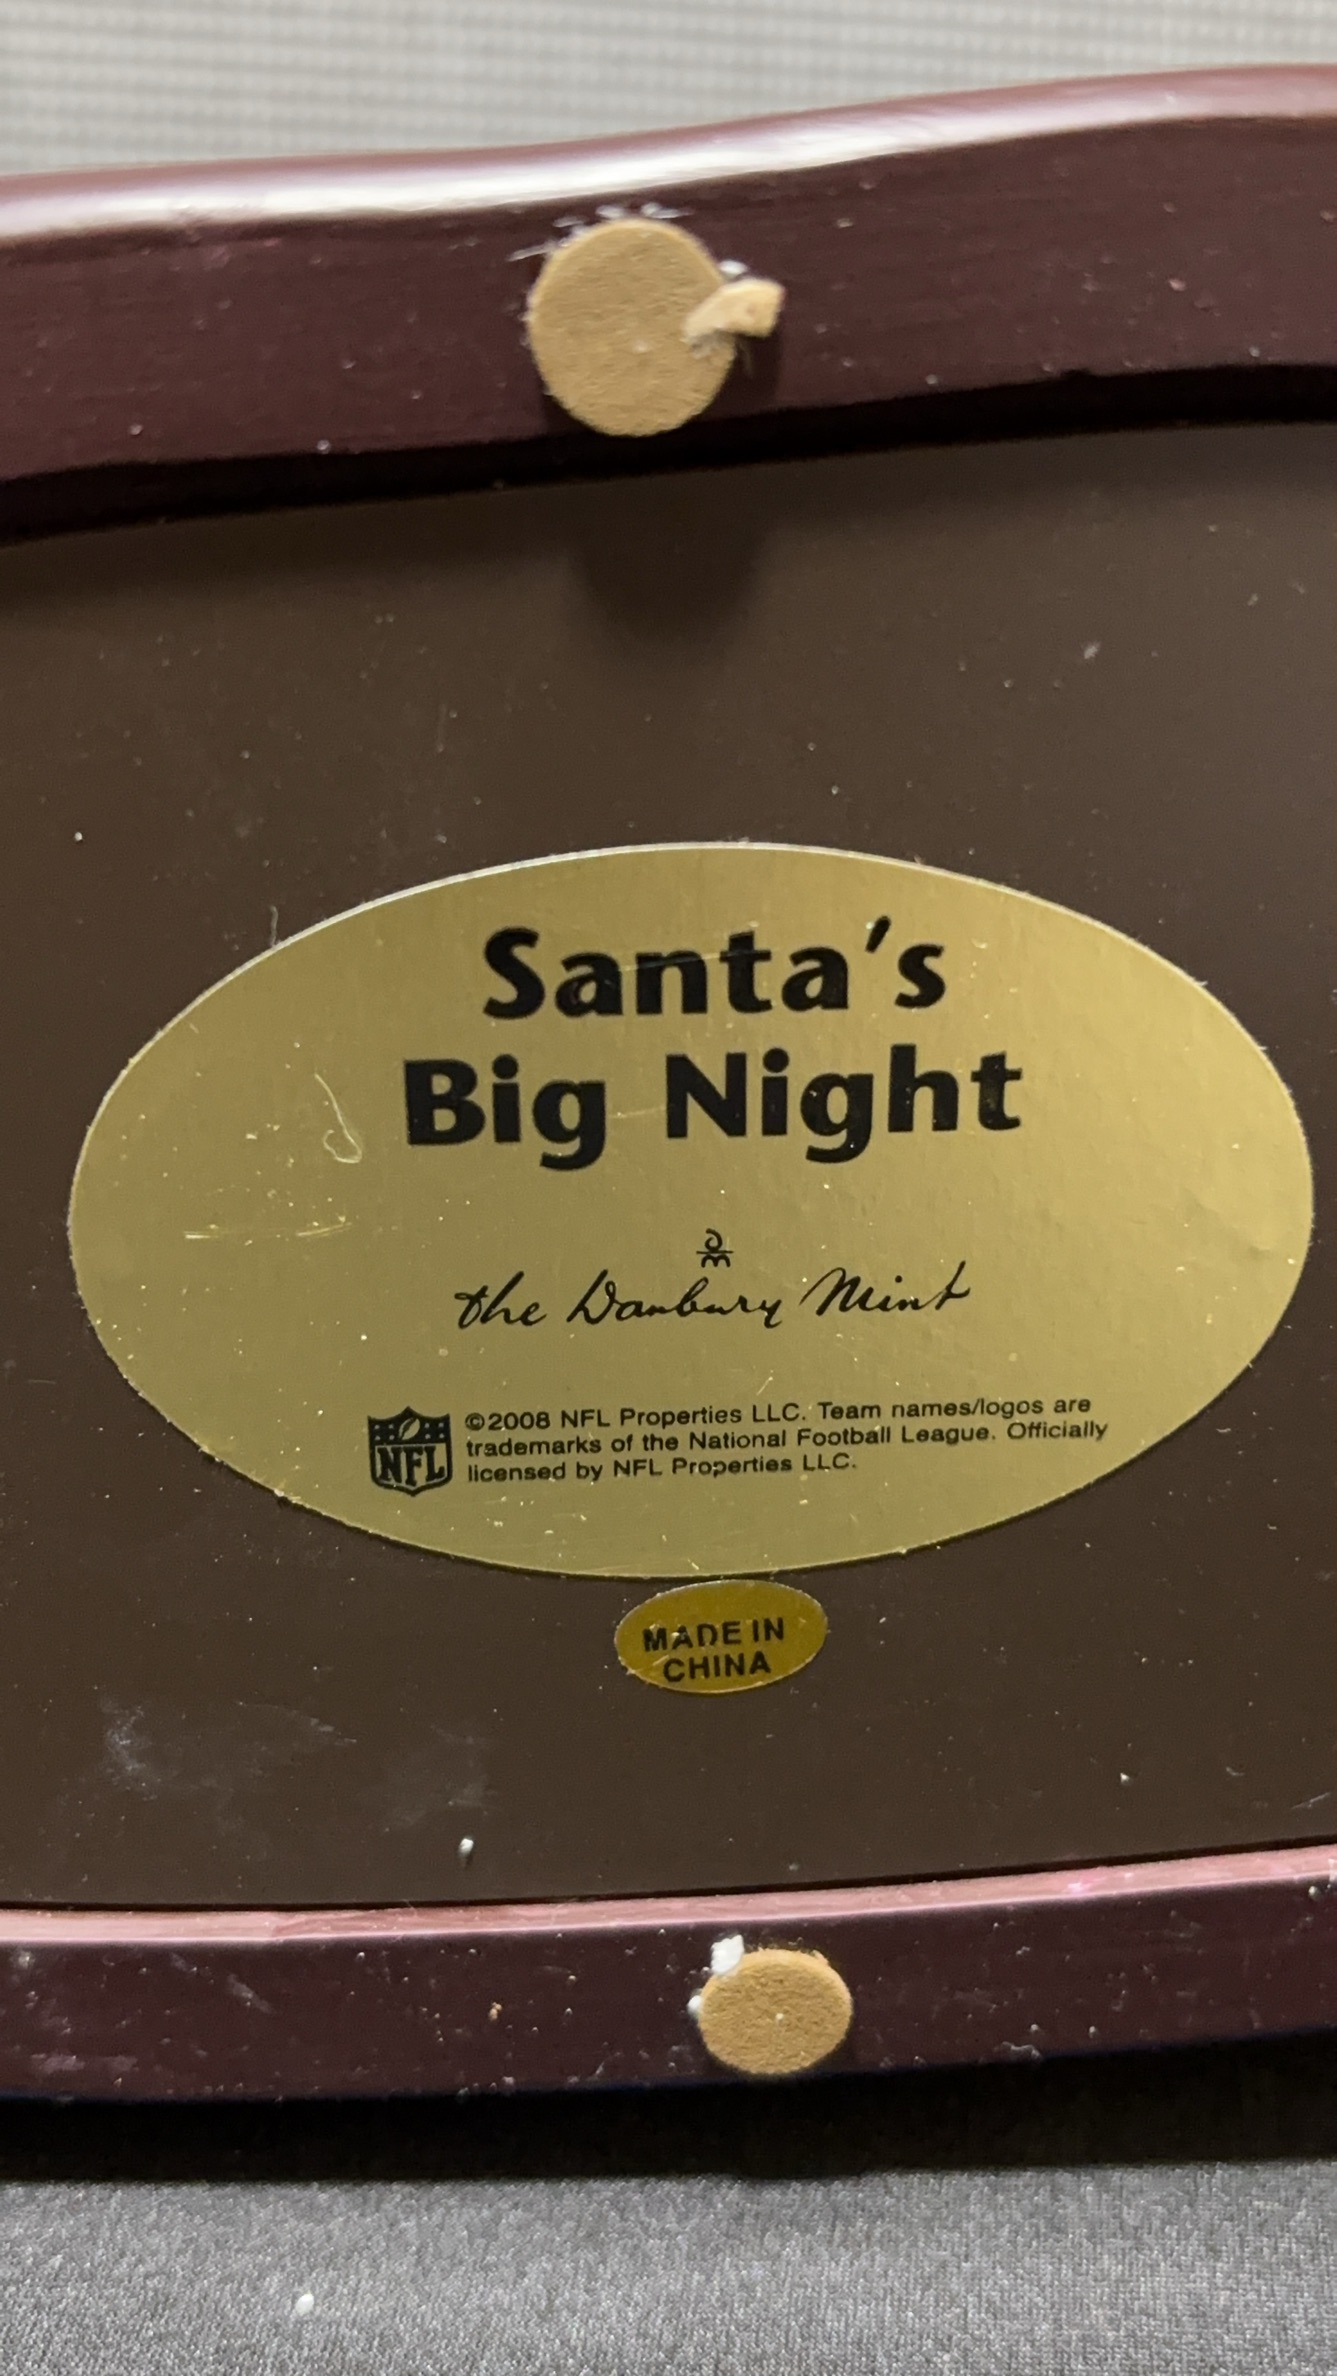 Santa's
Big Night
the Danbury Mint
NFL
©2008 NFL Properties LLC. Team names/logos are
trademarks of the National Football League. Officially
licensed by NFL Properties LLC.
MADE IN
CHINA